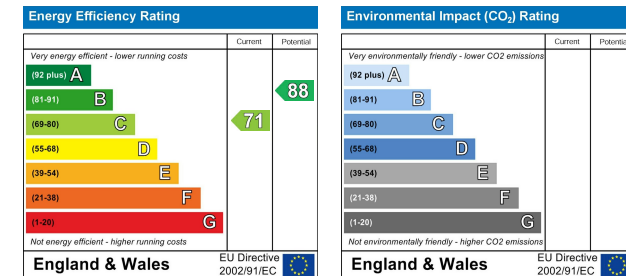 Energy Efficiency Rating
Current Potential
Very energy efficient - lower running costs
(92 plus) A
(81-91) B
88
(69-80) C
71
(55-68) D
(39-54) E
(21-38) F
(1-20) G
Not energy efficient - higher running costs
England & Wales
EU Directive
2002/91/EC
Environmental Impact (CO₂) Rating
Current Potential
Very environmentally friendly - lower CO2 emissions
(92 plus) A
(81-91) B
(69-80) C
(55-68) D
(39-54) E
(21-38) F
(1-20) G
Not environmentally friendly - higher CO2 emissions
England & Wales
EU Directive
2002/91/EC